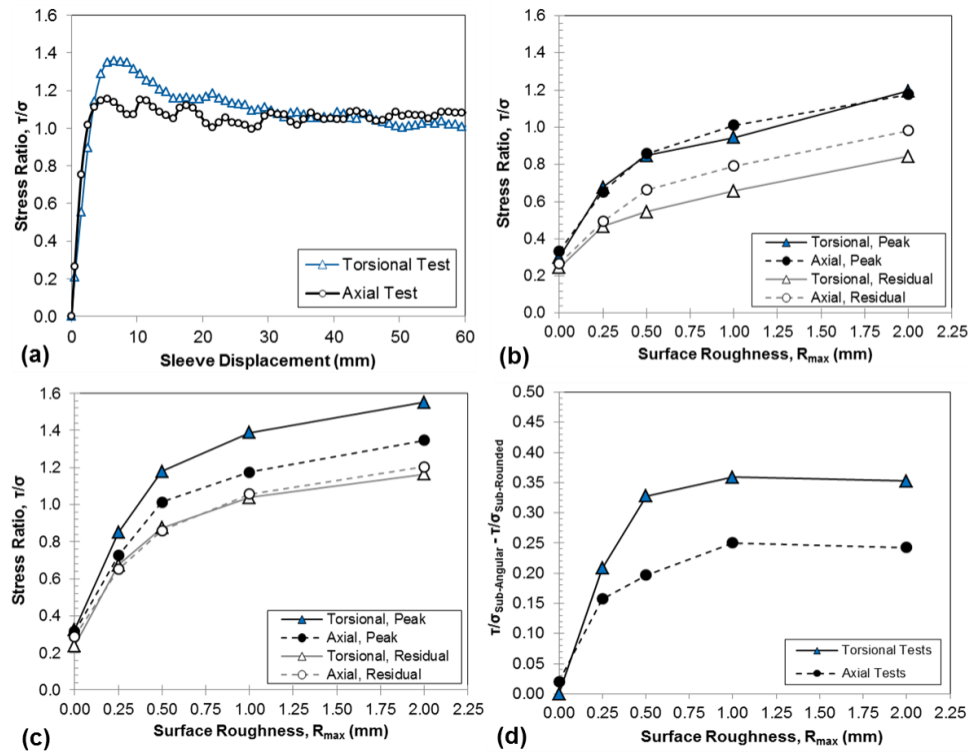 1.6
1.4
1.2
1.0
0.8
0.6
0.4
0.2
0.0
Stress Ratio, τ/σ
Torsional Test
Axial Test
0 10 20 30 40 50 60
Sleeve Displacement (mm)
(a)
1.6
1.4
1.2
1.0
0.8
0.6
0.4
0.2
0.0
Stress Ratio, τ/σ
Torsional, Peak
Axial, Peak
Torsional, Residual
Axial, Residual
0.00 0.25 0.50 0.75 1.00 1.25 1.50 1.75 2.00 2.25
Surface Roughness, Rmax (mm)
(b)
1.6
1.4
1.2
1.0
0.8
0.6
0.4
0.2
0.0
Stress Ratio, τ/σ
Torsional, Peak
Axial, Peak
Torsional, Residual
Axial, Residual
0.00 0.25 0.50 0.75 1.00 1.25 1.50 1.75 2.00 2.25
Surface Roughness, Rmax (mm)
(c)
0.50
0.45
0.40
0.35
0.30
0.25
0.20
0.15
0.10
0.05
0.00
τ/σSub-Angular - τ/σSub-Rounded
Torsional Tests
Axial Tests
0.00 0.25 0.50 0.75 1.00 1.25 1.50 1.75 2.00 2.25
Surface Roughness, Rmax (mm)
(d)